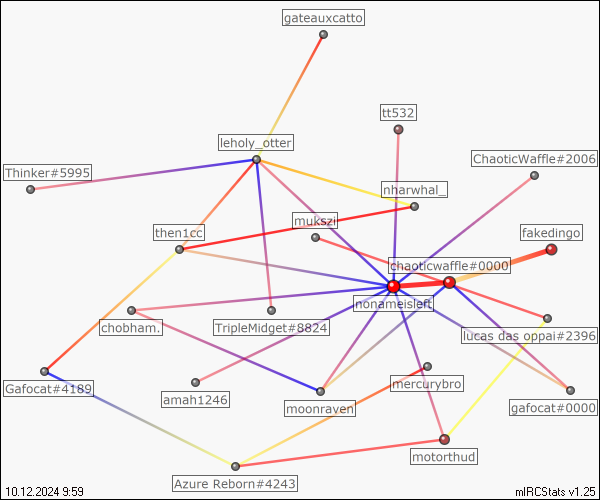 gateauxcatto
tt532
leholy_otter
ChaoticWaffle#2006
Thinker#5995
nharwhal_
mukszi
then1cc
fakedingo
chaoticwaffle#0000
nonameisleft
chobham.
TripleMidget#8824
lucas das oppai#2396
Gafocat#4189
mercurybro
amah1246
moonraven
gafocat#0000
motorthud
Azure Reborn#4243
10.12.2024 9:59
mIRCStats v1.25